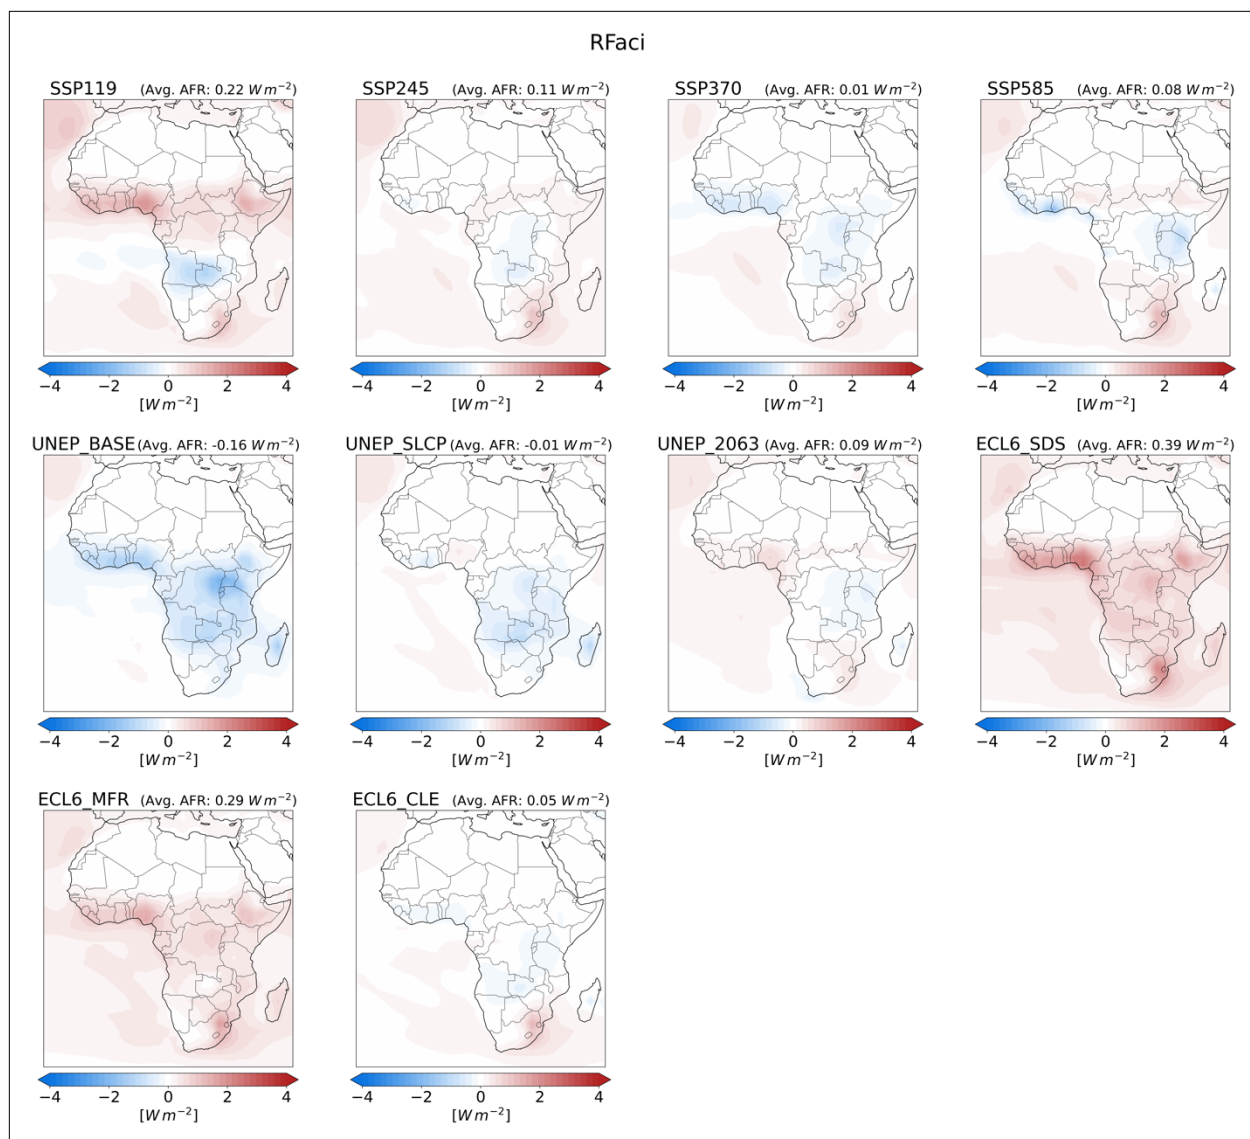 RFaci
SSP119 (Avg. AFR: 0.22 W m⁻²)
SSP245 (Avg. AFR: 0.11 W m⁻²)
SSP370 (Avg. AFR: 0.01 W m⁻²)
SSP585 (Avg. AFR: 0.08 W m⁻²)
−4 −2 0 2 4
[W m⁻²]
−4 −2 0 2 4
[W m⁻²]
−4 −2 0 2 4
[W m⁻²]
−4 −2 0 2 4
[W m⁻²]
UNEP_BASE (Avg. AFR: -0.16 W m⁻²)
UNEP_SLCP (Avg. AFR: -0.01 W m⁻²)
UNEP_2063 (Avg. AFR: 0.09 W m⁻²)
ECL6_SDS (Avg. AFR: 0.39 W m⁻²)
−4 −2 0 2 4
[W m⁻²]
−4 −2 0 2 4
[W m⁻²]
−4 −2 0 2 4
[W m⁻²]
−4 −2 0 2 4
[W m⁻²]
ECL6_MFR (Avg. AFR: 0.29 W m⁻²)
ECL6_CLE (Avg. AFR: 0.05 W m⁻²)
−4 −2 0 2 4
[W m⁻²]
−4 −2 0 2 4
[W m⁻²]